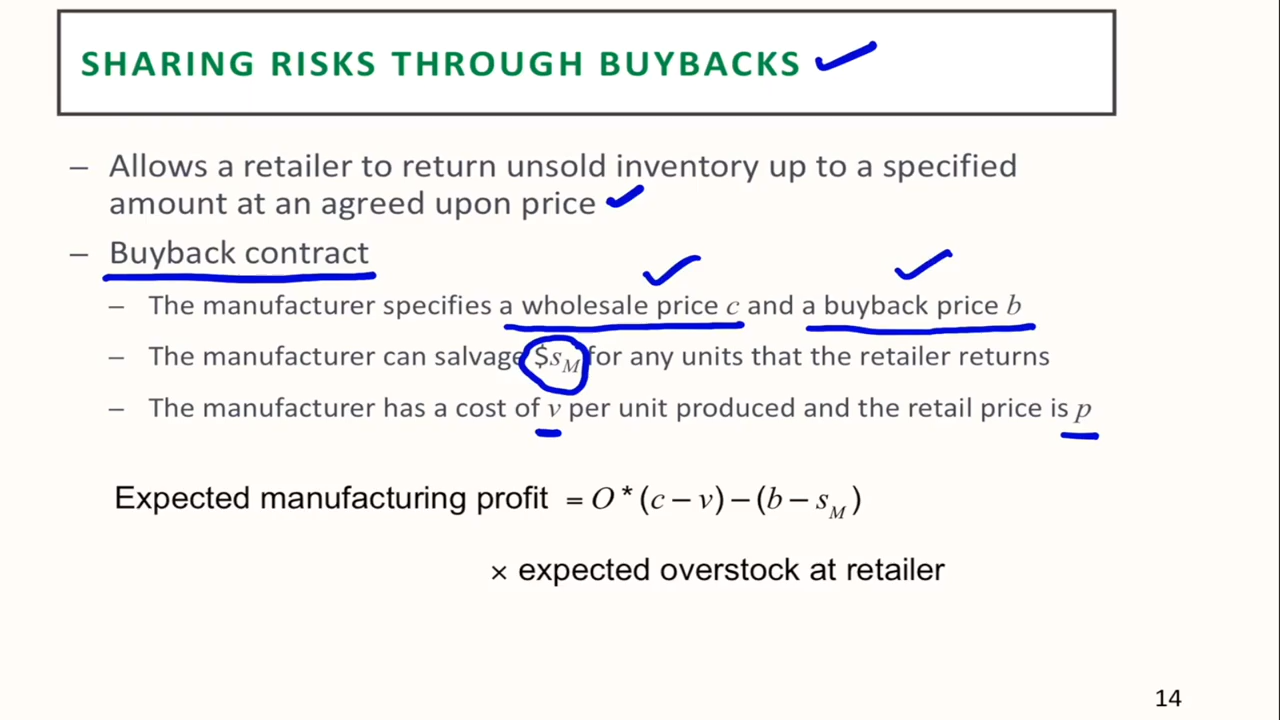 SHARING RISKS THROUGH BUYBACKS
– Allows a retailer to return unsold inventory up to a specified
amount at an agreed upon price
– Buyback contract
– The manufacturer specifies a wholesale price c and a buyback price b
– The manufacturer can salvage $s_M for any units that the retailer returns
– The manufacturer has a cost of v per unit produced and the retail price is p
Expected manufacturing profit = O * (c – v) – (b – s_M)
× expected overstock at retailer
14